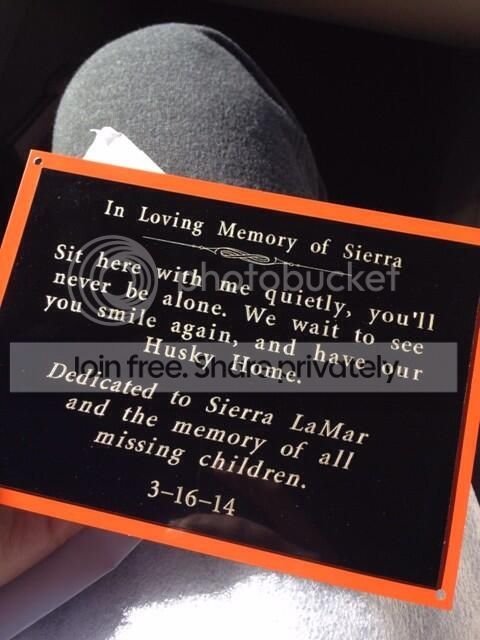 In Loving Memory of Sierra
Sit here with me quietly, you'll
never be alone. We wait to see
you smile again, and have our
Husky Home.
Dedicated to Sierra LaMar
and the memory of all
missing children.
3-16-14
photobucket
Join free. Share privately